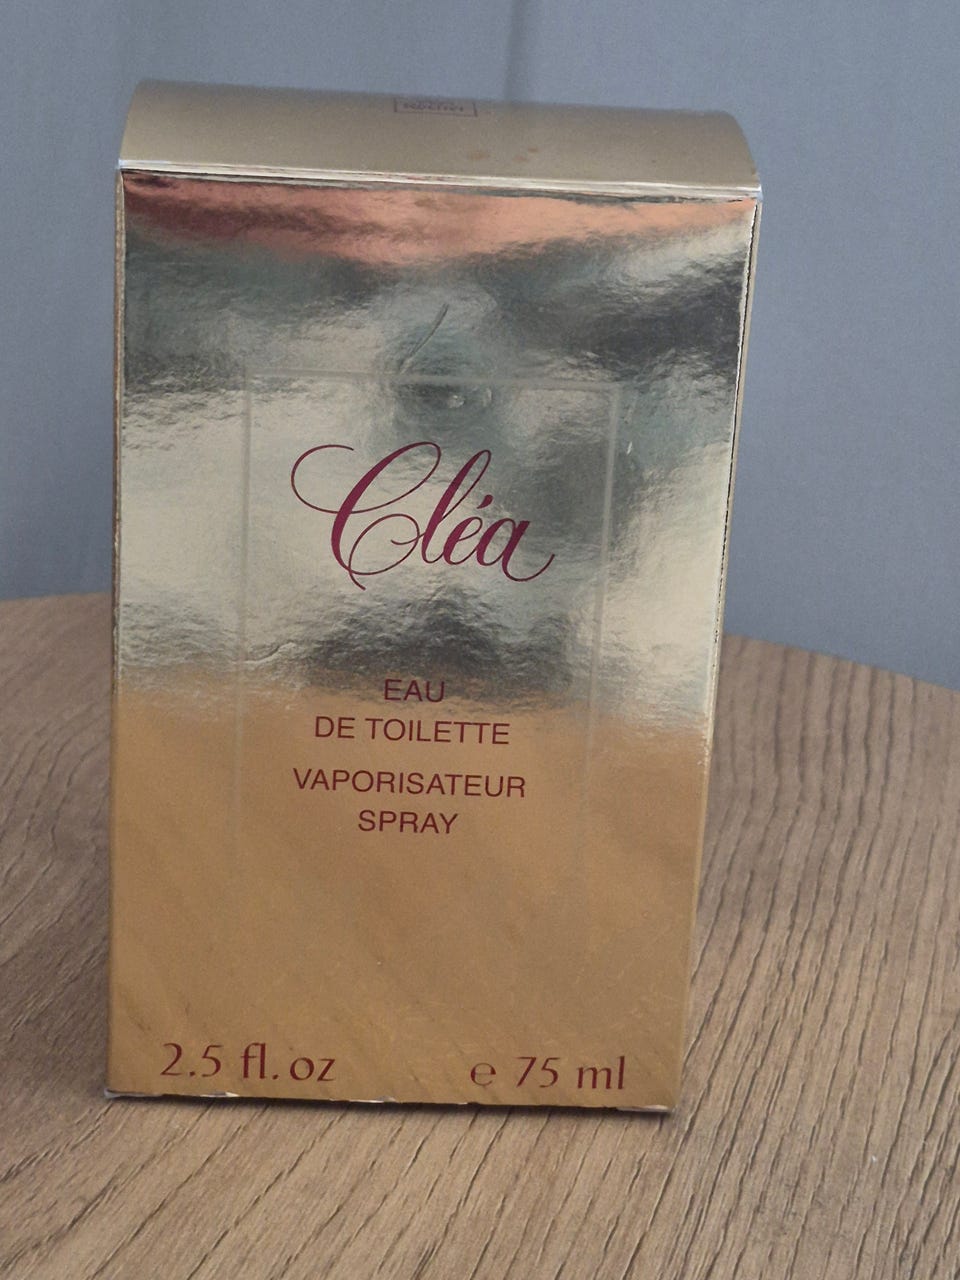 Cléa
EAU
DE TOILETTE
VAPORISATEUR
SPRAY
2.5 fl. oz
℮ 75 ml